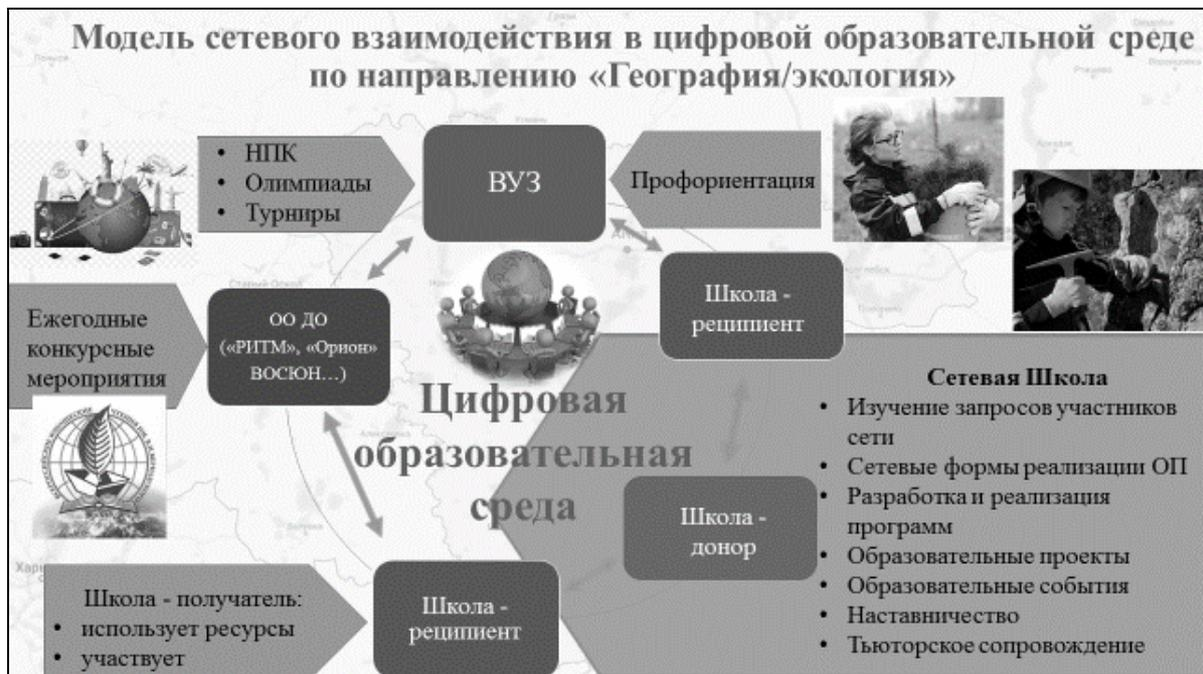 Модель сетевого взаимодействия в цифровой образовательной среде
по направлению «География/экология»
• НПК
• Олимпиады
• Турниры
ВУЗ
Профориентация
Ежегодные
конкурсные
мероприятия
ОО ДО
(«РИТМ», «Орион»
ВОСЮН...)
Школа -
реципиент
Цифровая
образовательная
среда
Сетевая Школа
• Изучение запросов участников
сети
• Сетевые формы реализации ОП
• Разработка и реализация
программ
• Образовательные проекты
• Образовательные события
• Наставничество
• Тьюторское сопровождение
Школа -
донор
Школа - получатель:
• использует ресурсы
• участвует
Школа -
реципиент
Старый Оскол